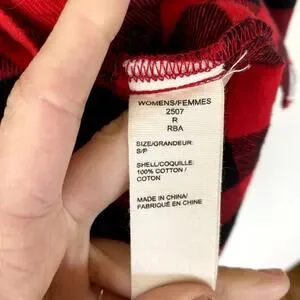 WOMENS/FEMMES
2507
R
RBA
SIZE/GRANDEUR:
S/P
SHELL/COQUILLE:
100% COTTON /
COTON
MADE IN CHINA/
FABRIQUÉ EN CHINE